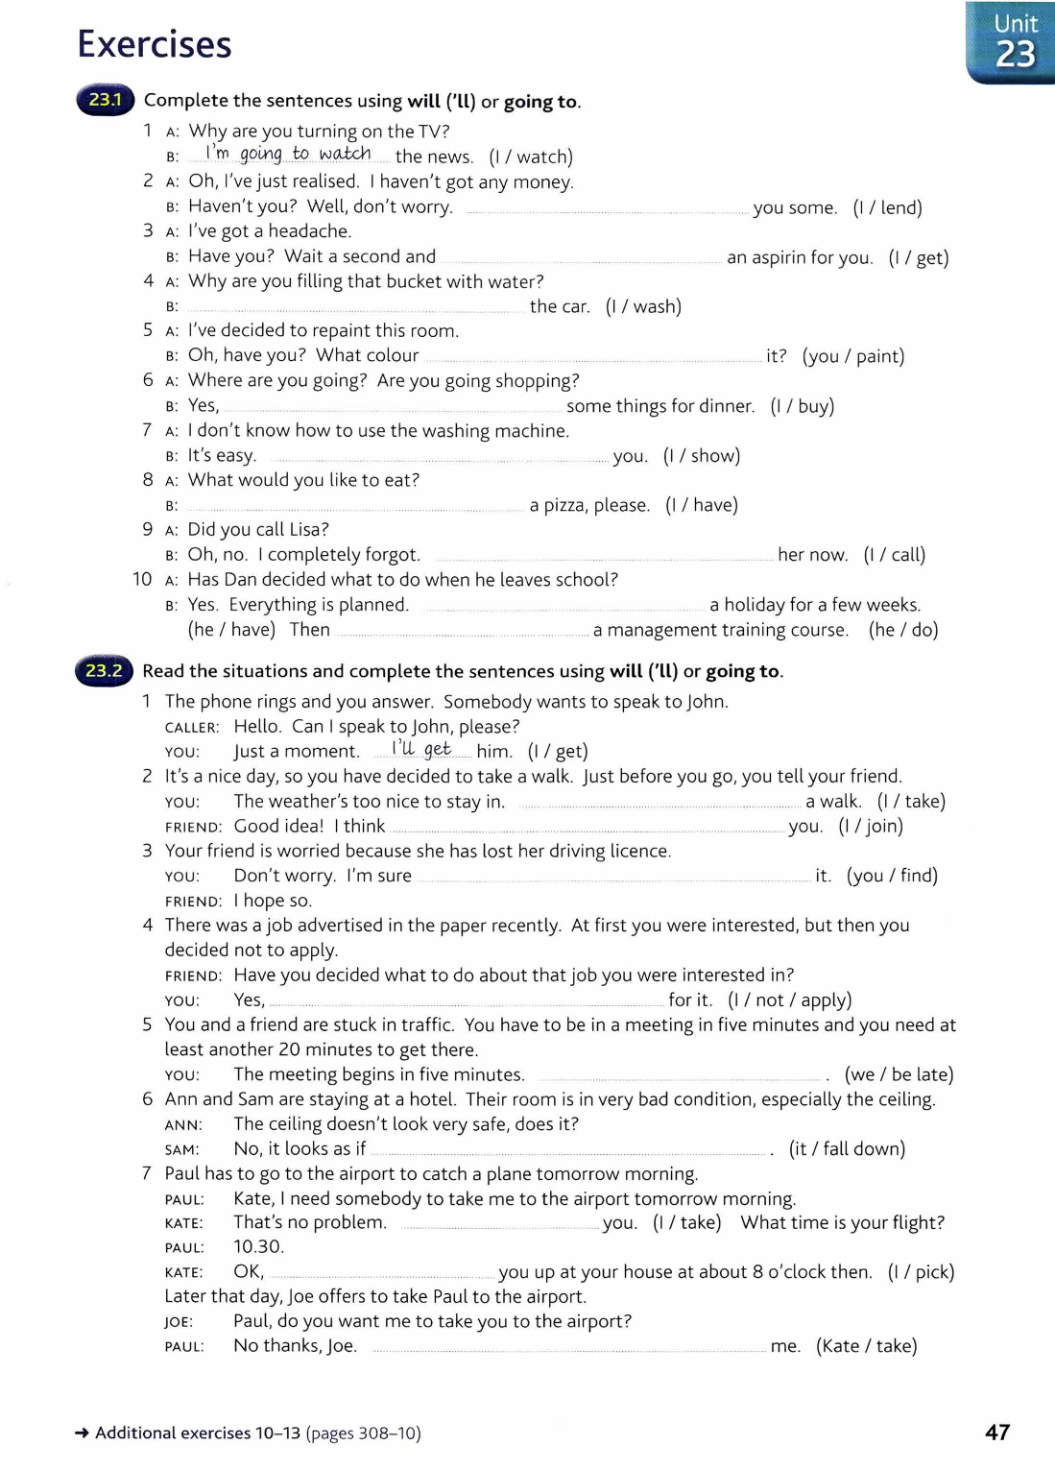 Exercises
Unit
23
23.1 Complete the sentences using will ('ll) or going to.
1 A: Why are you turning on the TV?
B: I'm going to watch the news. (I / watch)
2 A: Oh, I've just realised. I haven't got any money.
B: Haven't you? Well, don't worry. ........ you some. (I / lend)
3 A: I've got a headache.
B: Have you? Wait a second and ........ an aspirin for you. (I / get)
4 A: Why are you filling that bucket with water?
B: ........ the car. (I / wash)
5 A: I've decided to repaint this room.
B: Oh, have you? What colour ........ it? (you / paint)
6 A: Where are you going? Are you going shopping?
B: Yes, ........ some things for dinner. (I / buy)
7 A: I don't know how to use the washing machine.
B: It's easy. ........ you. (I / show)
8 A: What would you like to eat?
B: ........ a pizza, please. (I / have)
9 A: Did you call Lisa?
B: Oh, no. I completely forgot. ........ her now. (I / call)
10 A: Has Dan decided what to do when he leaves school?
B: Yes. Everything is planned. ........ a holiday for a few weeks.
(he / have) Then ........ a management training course. (he / do)
23.2 Read the situations and complete the sentences using will ('ll) or going to.
1 The phone rings and you answer. Somebody wants to speak to John.
CALLER: Hello. Can I speak to John, please?
YOU: Just a moment. I'll get him. (I / get)
2 It's a nice day, so you have decided to take a walk. Just before you go, you tell your friend.
YOU: The weather's too nice to stay in. ........ a walk. (I / take)
FRIEND: Good idea! I think ........ you. (I / join)
3 Your friend is worried because she has lost her driving licence.
YOU: Don't worry. I'm sure ........ it. (you / find)
FRIEND: I hope so.
4 There was a job advertised in the paper recently. At first you were interested, but then you
decided not to apply.
FRIEND: Have you decided what to do about that job you were interested in?
YOU: Yes, ........ for it. (I / not / apply)
5 You and a friend are stuck in traffic. You have to be in a meeting in five minutes and you need at
least another 20 minutes to get there.
YOU: The meeting begins in five minutes. ........ . (we / be late)
6 Ann and Sam are staying at a hotel. Their room is in very bad condition, especially the ceiling.
ANN: The ceiling doesn't look very safe, does it?
SAM: No, it looks as if ........ . (it / fall down)
7 Paul has to go to the airport to catch a plane tomorrow morning.
PAUL: Kate, I need somebody to take me to the airport tomorrow morning.
KATE: That's no problem. ........ you. (I / take) What time is your flight?
PAUL: 10.30.
KATE: OK, ........ you up at your house at about 8 o'clock then. (I / pick)
Later that day, Joe offers to take Paul to the airport.
JOE: Paul, do you want me to take you to the airport?
PAUL: No thanks, Joe. ........ me. (Kate / take)
→ Additional exercises 10–13 (pages 308–10)
47